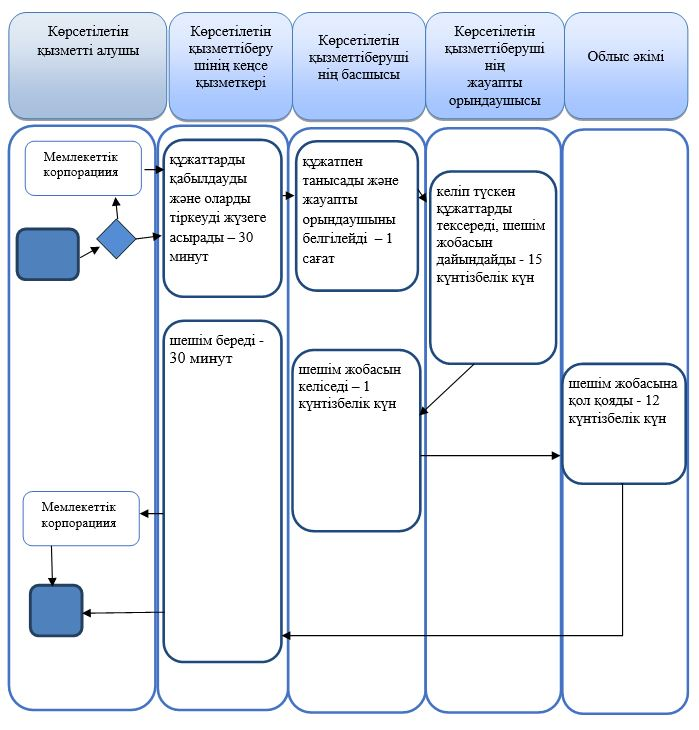 Көрсетілетін
қызметті алушы
Көрсетілетін
қызметтіберу
шінің кеңсе
қызметкері
Көрсетілетін
қызметтіберуші
нің басшысы
Көрсетілетін
қызметтіберуші
нің
жауапты
орындаушысы
Облыс әкімі
Мемлекеттік
корпорациия
құжаттарды
қабылдауды
және оларды
тіркеуді жүзеге
асырады – 30
минут
құжатпен
танысады және
жауапты
орындаушыны
белгілейді – 1
сағат
келіп түскен
құжаттарды
тексереді, шешім
жобасын
дайындайды - 15
күнтізбелік күн
шешім береді -
30 минут
шешім жобасын
келіседі – 1
күнтізбелік күн
шешім жобасына
қол қояды - 12
күнтізбелік күн
Мемлекеттік
корпорациия